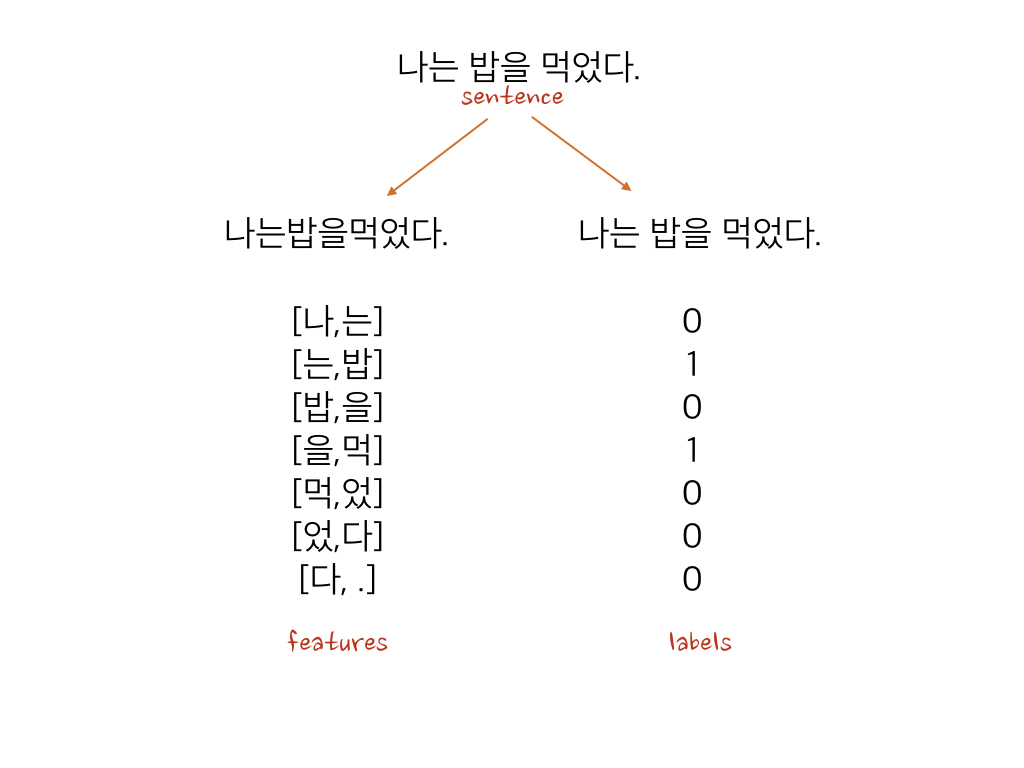 나는 밥을 먹었다.
sentence
나는밥을먹었다.
나는 밥을 먹었다.
[나,는]
0
[는,밥]
1
[밥,을]
0
[을,먹]
1
[먹,었]
0
[었,다]
0
[다, .]
0
features
labels